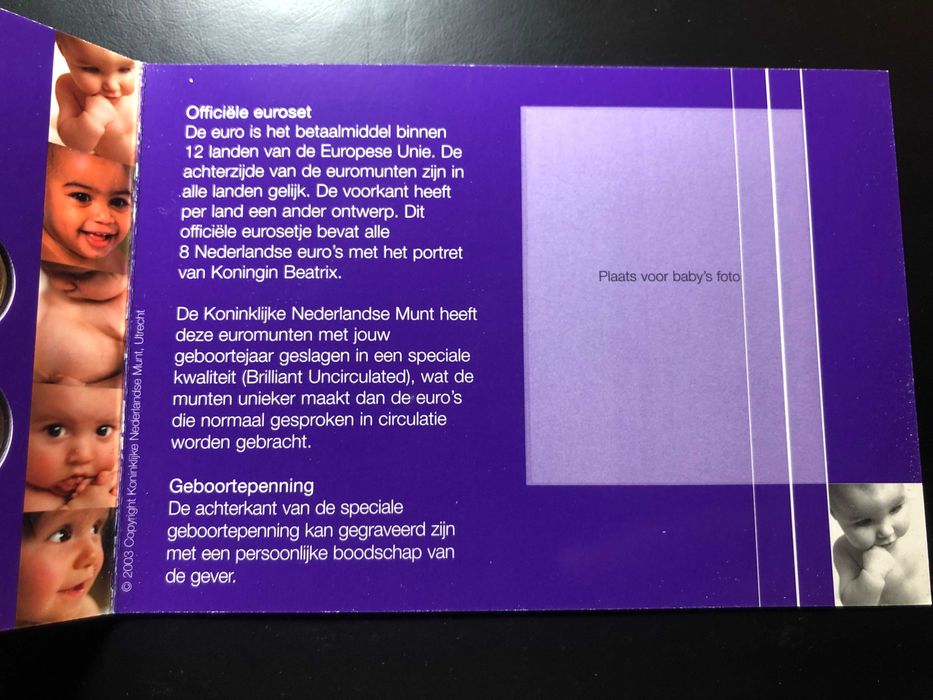 Officiële euroset
De euro is het betaalmiddel binnen
12 landen van de Europese Unie. De
achterzijde van de euromunten zijn in
alle landen gelijk. De voorkant heeft
per land een ander ontwerp. Dit
officiële eurosetje bevat alle
8 Nederlandse euro's met het portret
van Koningin Beatrix.
De Koninklijke Nederlandse Munt heeft
deze euromunten met jouw
geboortejaar geslagen in een speciale
kwaliteit (Brilliant Uncirculated), wat de
munten unieker maakt dan de euro's
die normaal gesproken in circulatie
worden gebracht.
Geboortepenning
De achterkant van de speciale
geboortepenning kan gegraveerd zijn
met een persoonlijke boodschap van
de gever.
Plaats voor baby's foto
© 2003 Copyright Koninklijke Nederlandse Munt, Utrecht